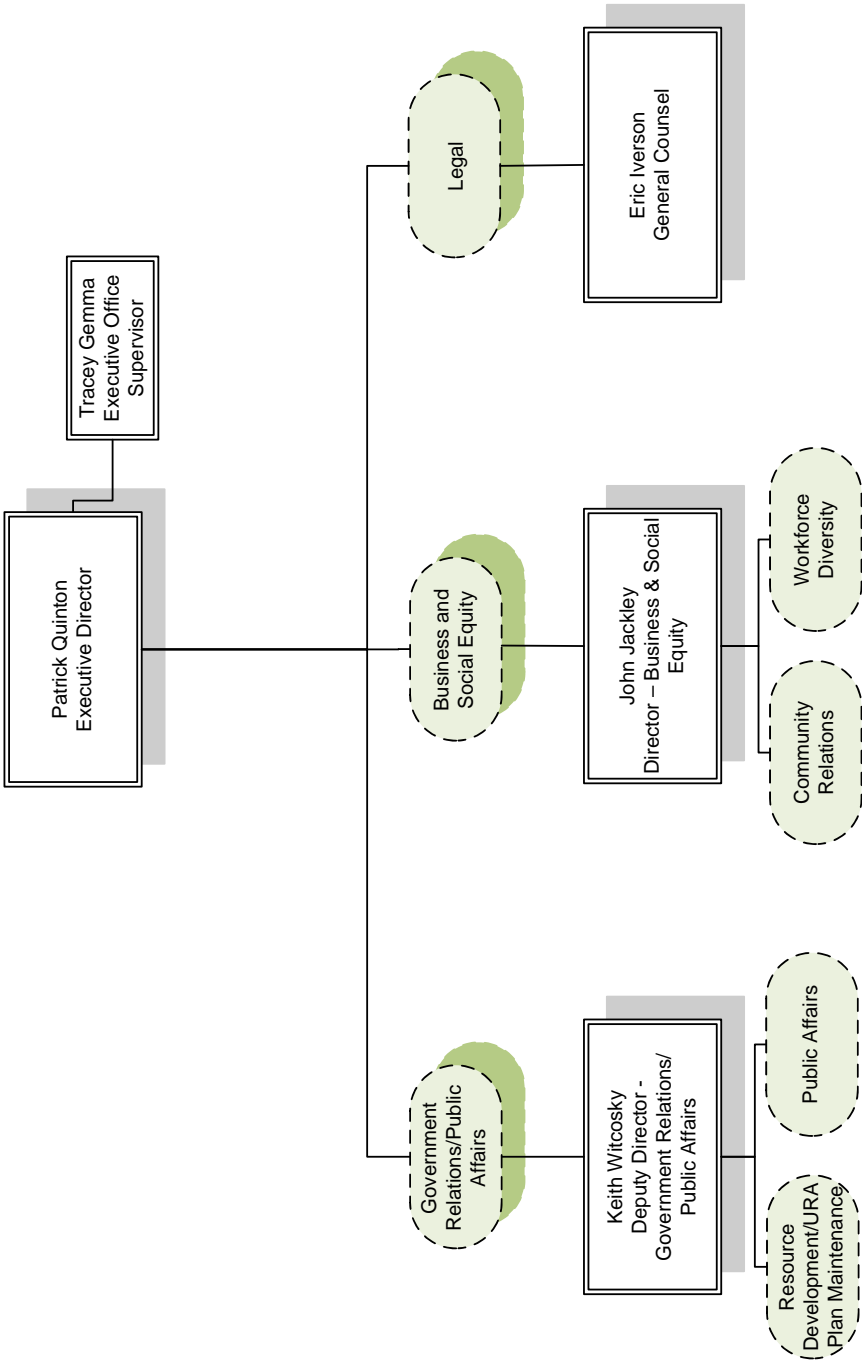 Patrick Quinton
Executive Director
Tracey Gemma
Executive Office
Supervisor
Government
Relations/Public
Affairs
Business and
Social Equity
Legal
Keith Witcosky
Deputy Director -
Government Relations/
Public Affairs
John Jackley
Director – Business & Social
Equity
Eric Iverson
General Counsel
Resource
Development/URA
Plan Maintenance
Public Affairs
Community
Relations
Workforce
Diversity